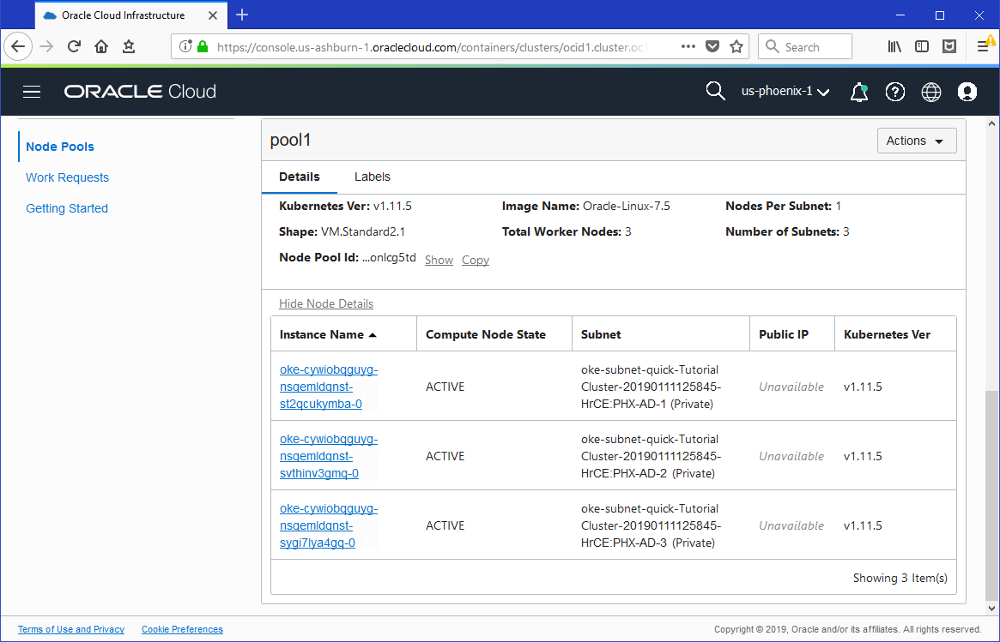 Oracle Cloud Infrastructure
https://console.us-ashburn-1.oraclecloud.com/containers/clusters/ocid1.cluster.oc1
Search
ORACLE Cloud
us-phoenix-1
Node Pools
Work Requests
Getting Started
pool1
Actions
Details
Labels
Kubernetes Ver: v1.11.5
Image Name: Oracle-Linux-7.5
Nodes Per Subnet: 1
Shape: VM.Standard2.1
Total Worker Nodes: 3
Number of Subnets: 3
Node Pool Id: ...onlcg5td Show Copy
Hide Node Details
Instance Name
Compute Node State
Subnet
Public IP
Kubernetes Ver
oke-cywiobqguyg-
nsqemldqnst-
st2qcukymba-0
ACTIVE
oke-subnet-quick-Tutorial
Cluster-20190111125845-
HrCE:PHX-AD-1 (Private)
Unavailable
v1.11.5
oke-cywiobqguyg-
nsqemldqnst-
svthinv3gmq-0
ACTIVE
oke-subnet-quick-Tutorial
Cluster-20190111125845-
HrCE:PHX-AD-2 (Private)
Unavailable
v1.11.5
oke-cywiobqguyg-
nsqemldqnst-
sygi7lya4gq-0
ACTIVE
oke-subnet-quick-Tutorial
Cluster-20190111125845-
HrCE:PHX-AD-3 (Private)
Unavailable
v1.11.5
Showing 3 Item(s)
Terms of Use and Privacy
Cookie Preferences
Copyright © 2019, Oracle and/or its affiliates. All rights reserved.